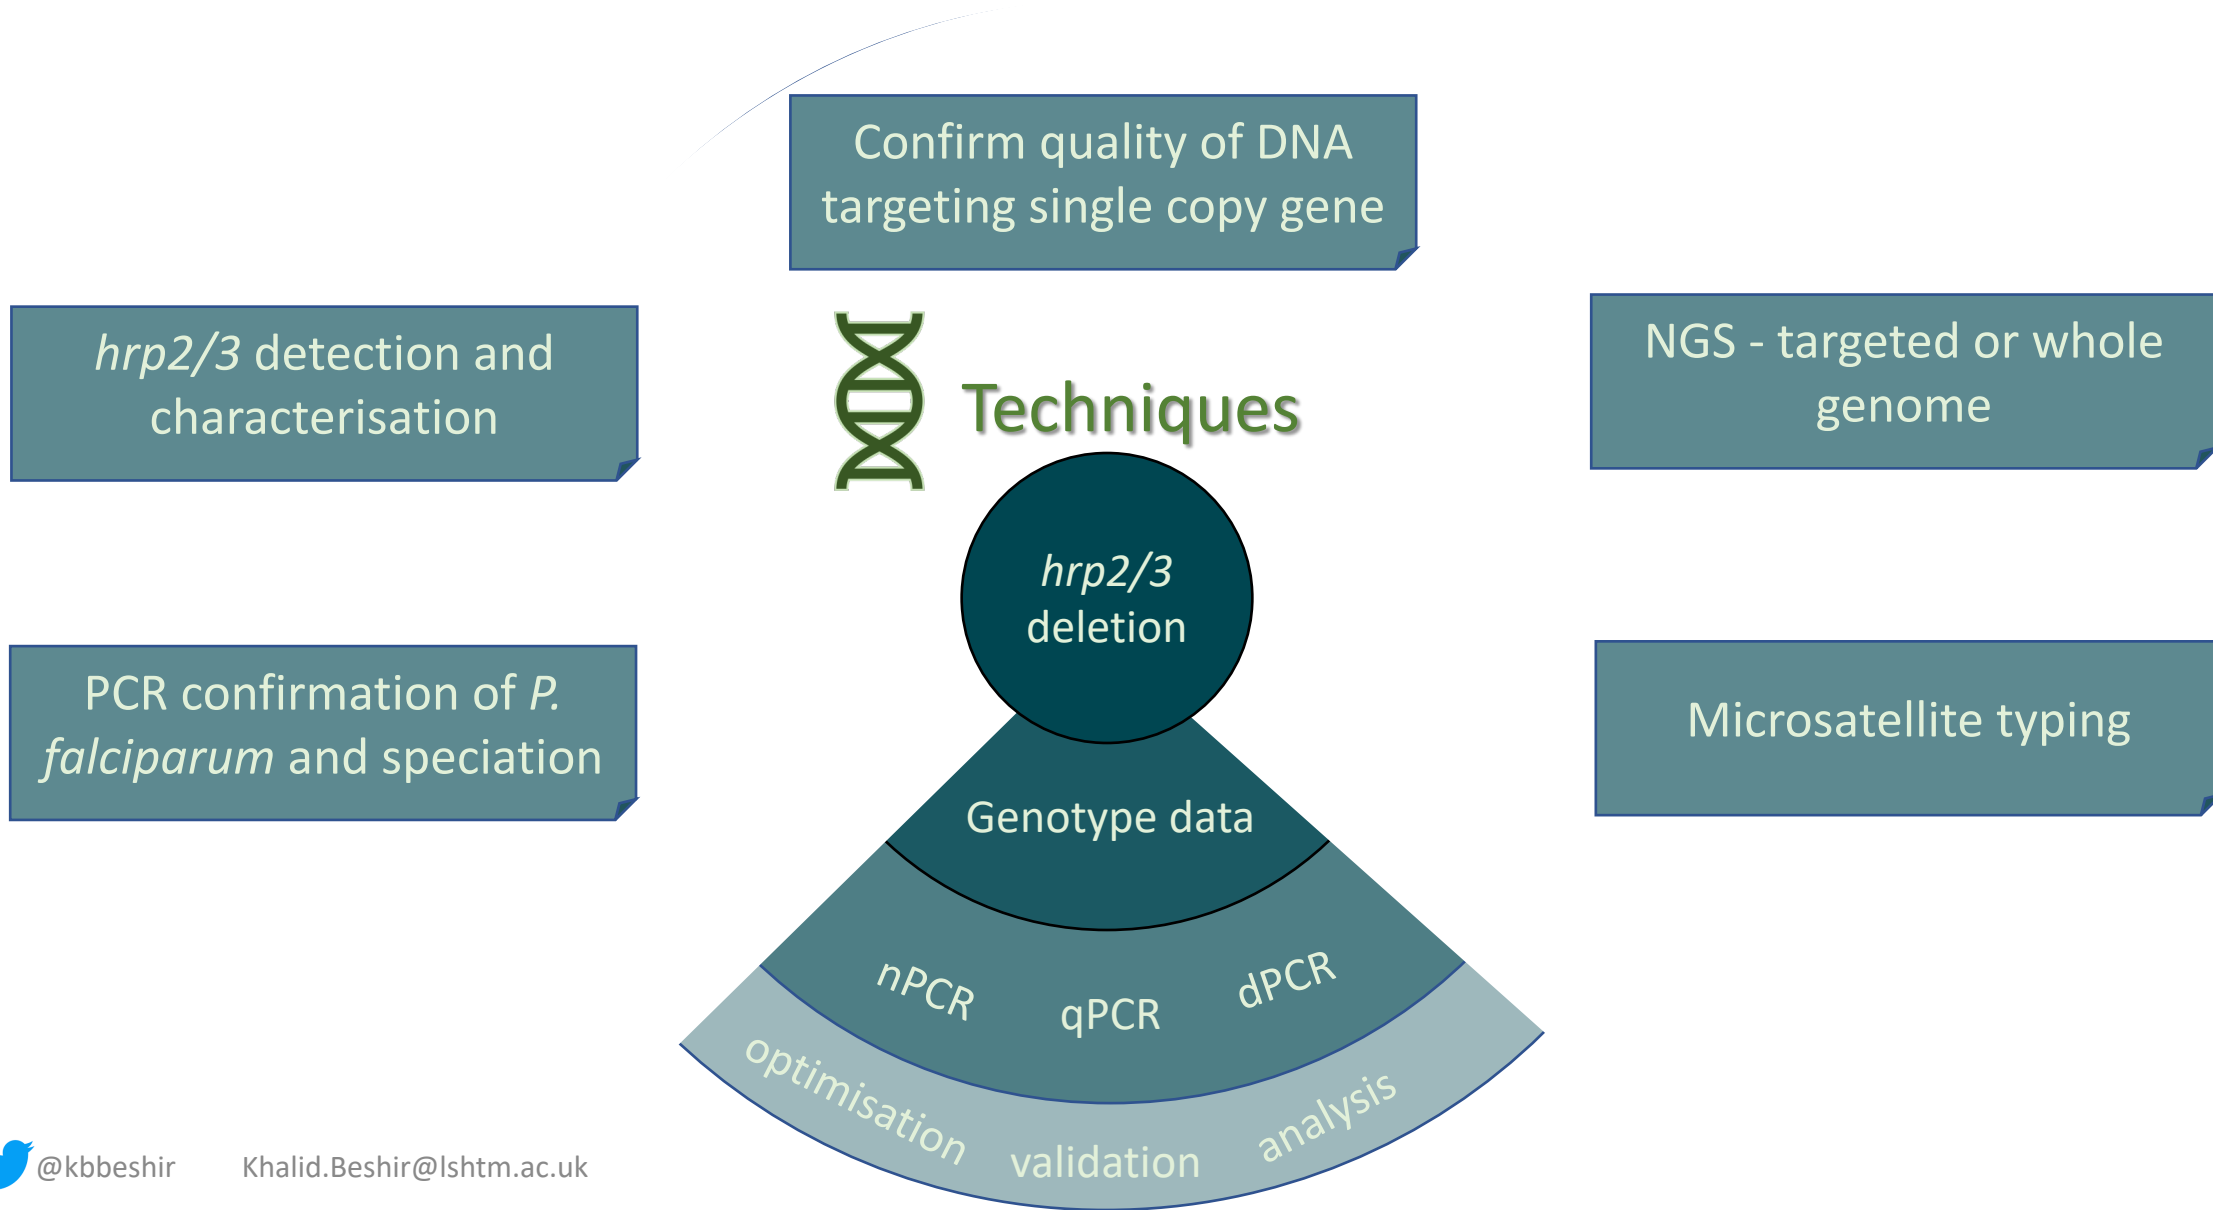 Confirm quality of DNA
targeting single copy gene
hrp2/3 detection and
characterisation
NGS - targeted or whole
genome
Techniques
hrp2/3
deletion
PCR confirmation of P.
falciparum and speciation
Microsatellite typing
Genotype data
nPCR
qPCR
dPCR
optimisation
validation
analysis
@kbbeshir
Khalid.Beshir@lshtm.ac.uk